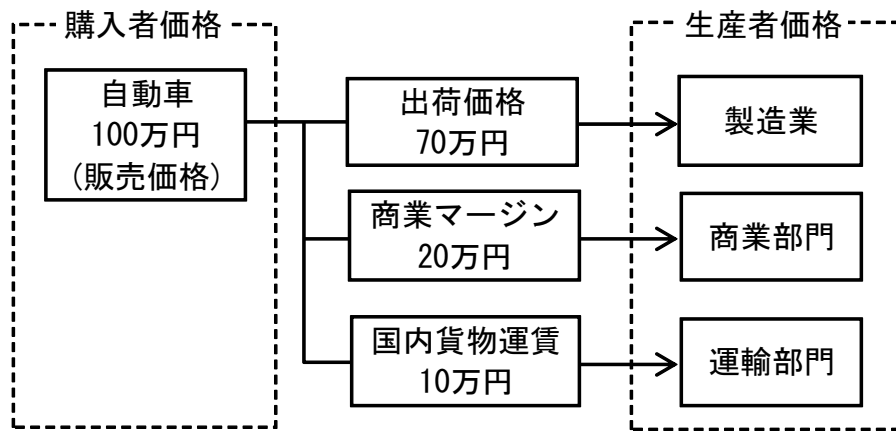 購入者価格
生産者価格
自動車
100万円
(販売価格)
出荷価格
70万円
製造業
商業マージン
20万円
商業部門
国内貨物運賃
10万円
運輸部門